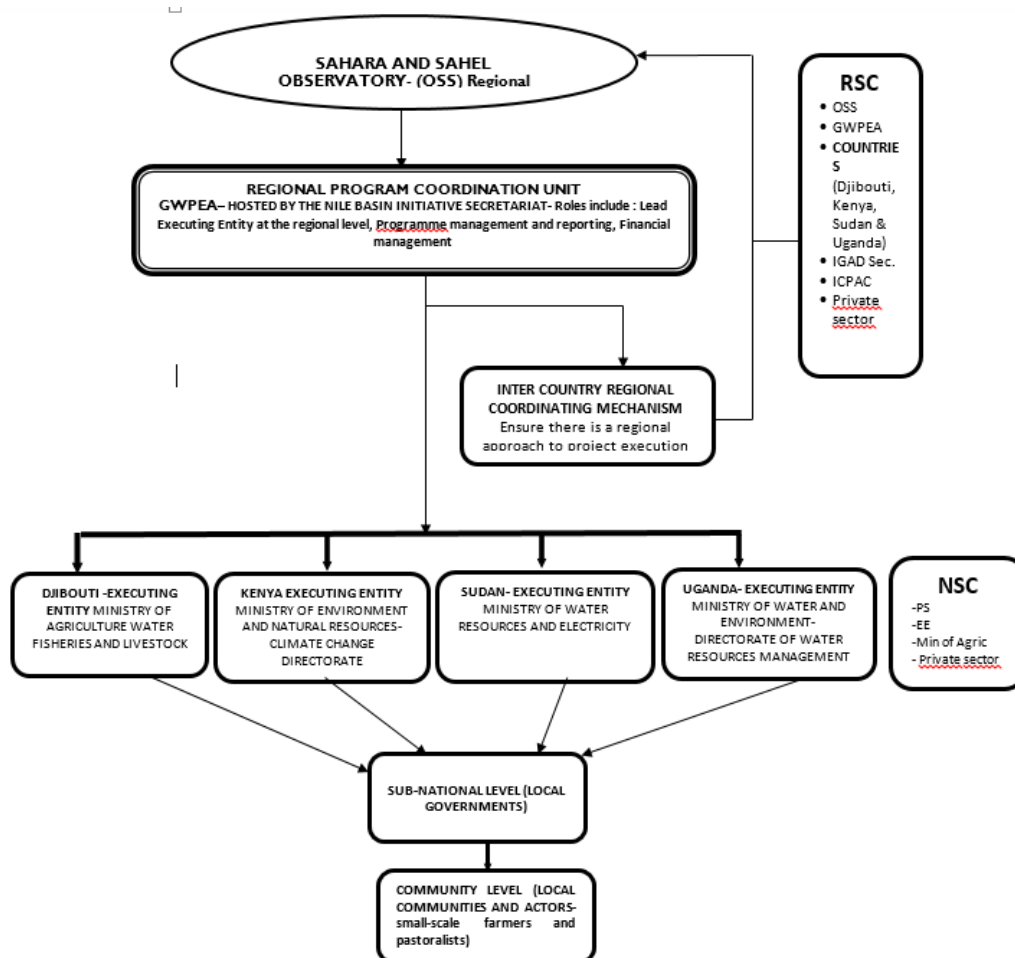 SAHARA AND SAHEL
OBSERVATORY- (OSS) Regional
RSC
• OSS
• GWPEA
• COUNTRIE
S
(Djibouti,
Kenya,
Sudan &
Uganda)
• IGAD Sec.
• ICPAC
• Private
sector
REGIONAL PROGRAM COORDINATION UNIT
GWPEA– HOSTED BY THE NILE BASIN INITIATIVE SECRETARIAT- Roles include : Lead
Executing Entity at the regional level, Programme management and reporting, Financial
management
INTER COUNTRY REGIONAL
COORDINATING MECHANISM
Ensure there is a regional
approach to project execution
DJIBOUTI -EXECUTING
ENTITY MINISTRY OF
AGRICULTURE WATER
FISHERIES AND LIVESTOCK
KENYA EXECUTING ENTITY
MINISTRY OF ENVIRONMENT
AND NATURAL RESOURCES-
CLIMATE CHANGE
DIRECTORATE
SUDAN- EXECUTING ENTITY
MINISTRY OF WATER
RESOURCES AND ELECTRICITY
UGANDA- EXECUTING ENTITY
MINISTRY OF WATER AND
ENVIRONMENT-
DIRECTORATE OF WATER
RESOURCES MANAGEMENT
NSC
-PS
-EE
-Min of Agric
- Private sector
SUB-NATIONAL LEVEL (LOCAL
GOVERNMENTS)
COMMUNITY LEVEL (LOCAL
COMMUNITIES AND ACTORS-
small-scale farmers and
pastoralists)